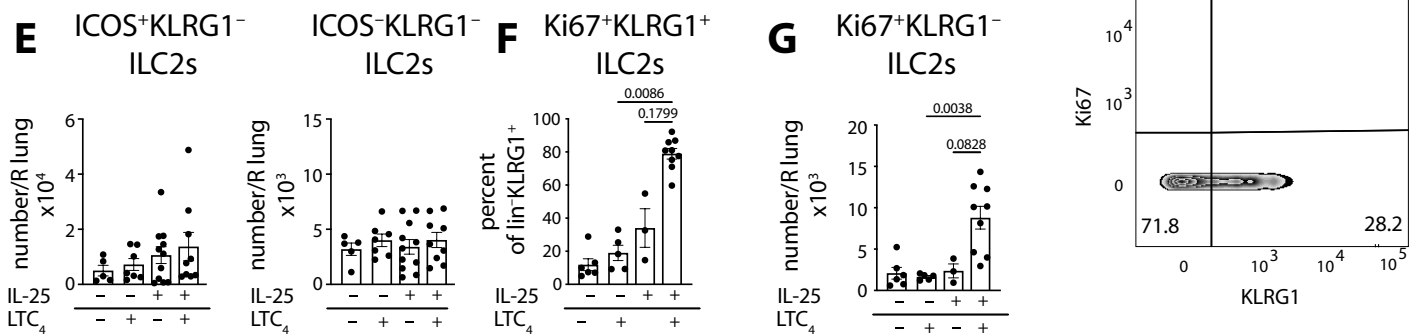 E
ICOS⁺KLRG1⁻
ILC2s
number/R lung
x10⁴
6
4
2
0
IL-25 – – + +
LTC₄ – + – +
ICOS⁻KLRG1⁻
ILC2s
number/R lung
x10³
15
10
5
0
– – + +
– + – +
F
Ki67⁺KLRG1⁺
ILC2s
percent
of lin⁻KLRG1⁺
0.0086
0.1799
100
80
60
40
20
0
IL-25 – – + +
LTC₄ – + +
G
Ki67⁺KLRG1⁻
ILC2s
number/R lung
x10³
0.0038
0.0828
20
15
10
5
0
IL-25 – – + +
LTC₄ – + – +
Ki67
10⁴
10³
0
71.8
28.2
0 10³ 10⁴ 10⁵
KLRG1